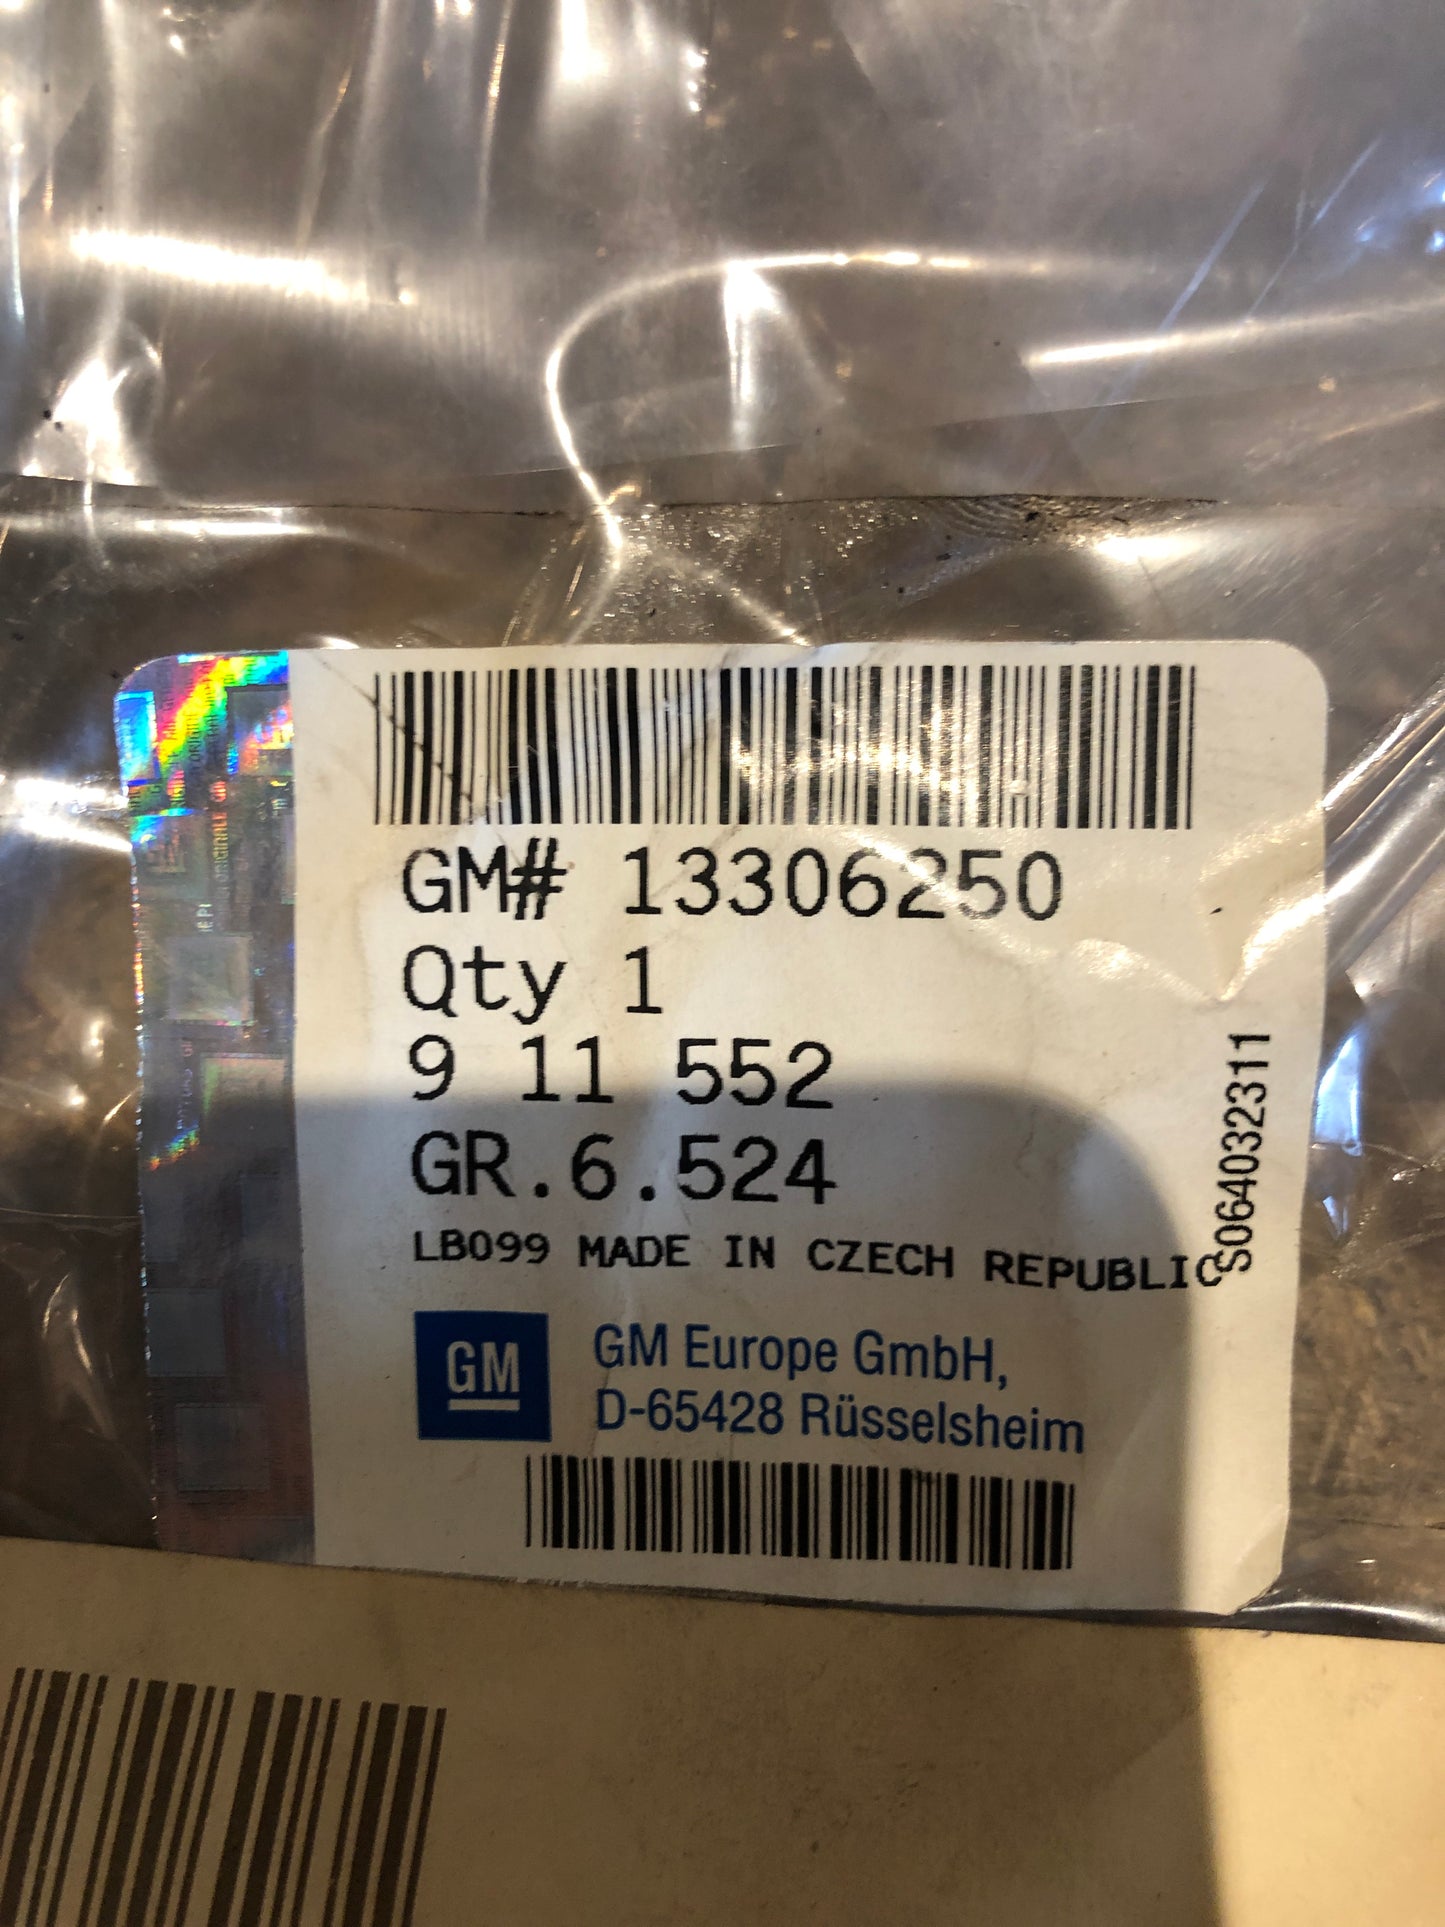 GM# 13306250
Qty 1
9 11 552
GR.6.524
LB099 MADE IN CZECH REPUBLIC
S064032311
GM
GM Europe GmbH,
D-65428 Rüsselsheim